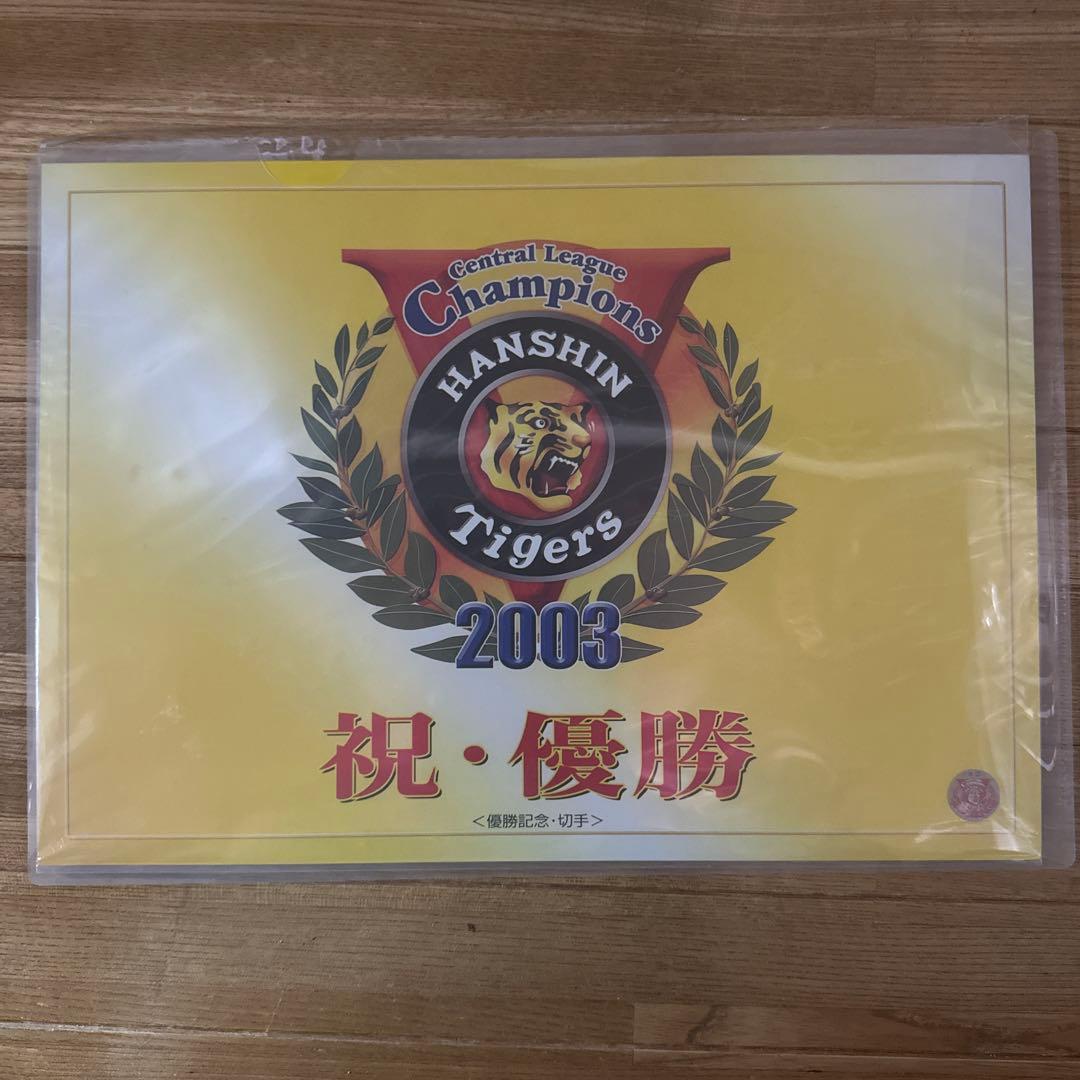 Central League
Champions
HANSHIN
Tigers
2003
祝・優勝
＜優勝記念・切手＞